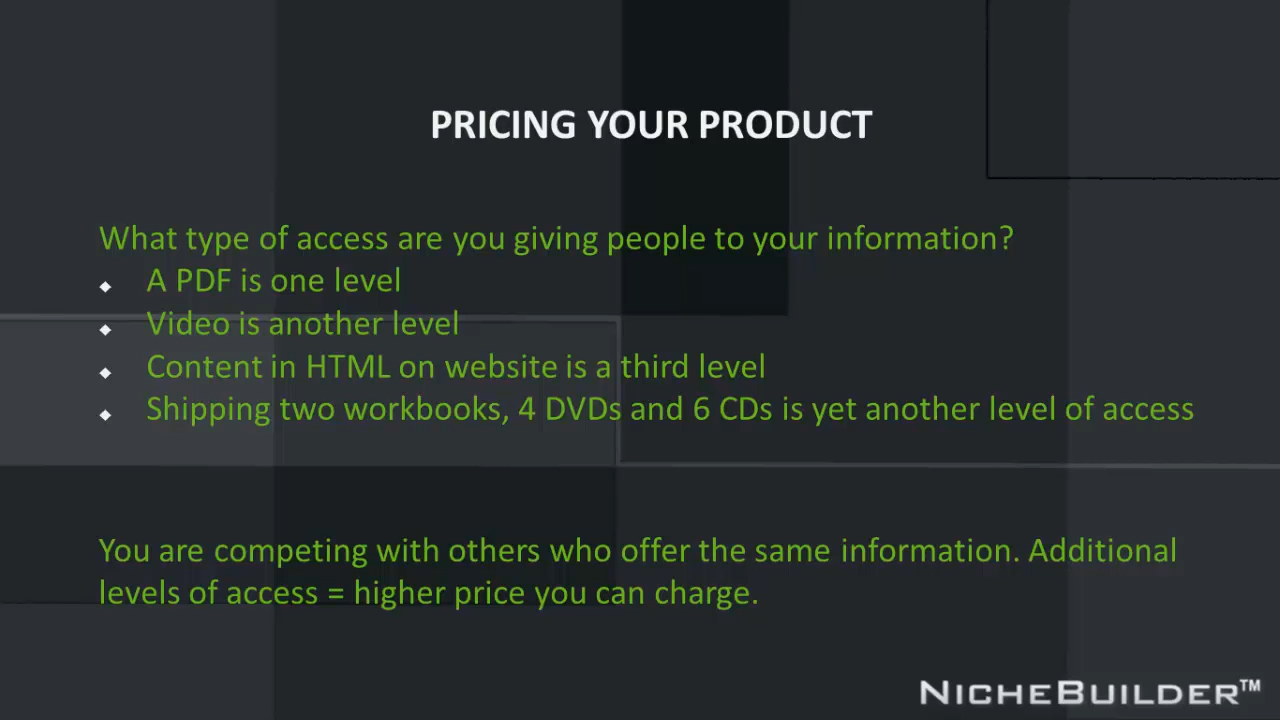 PRICING YOUR PRODUCT
What type of access are you giving people to your information?
◆ A PDF is one level
◆ Video is another level
◆ Content in HTML on website is a third level
◆ Shipping two workbooks, 4 DVDs and 6 CDs is yet another level of access
You are competing with others who offer the same information. Additional
levels of access = higher price you can charge.
NICHEBUILDER™